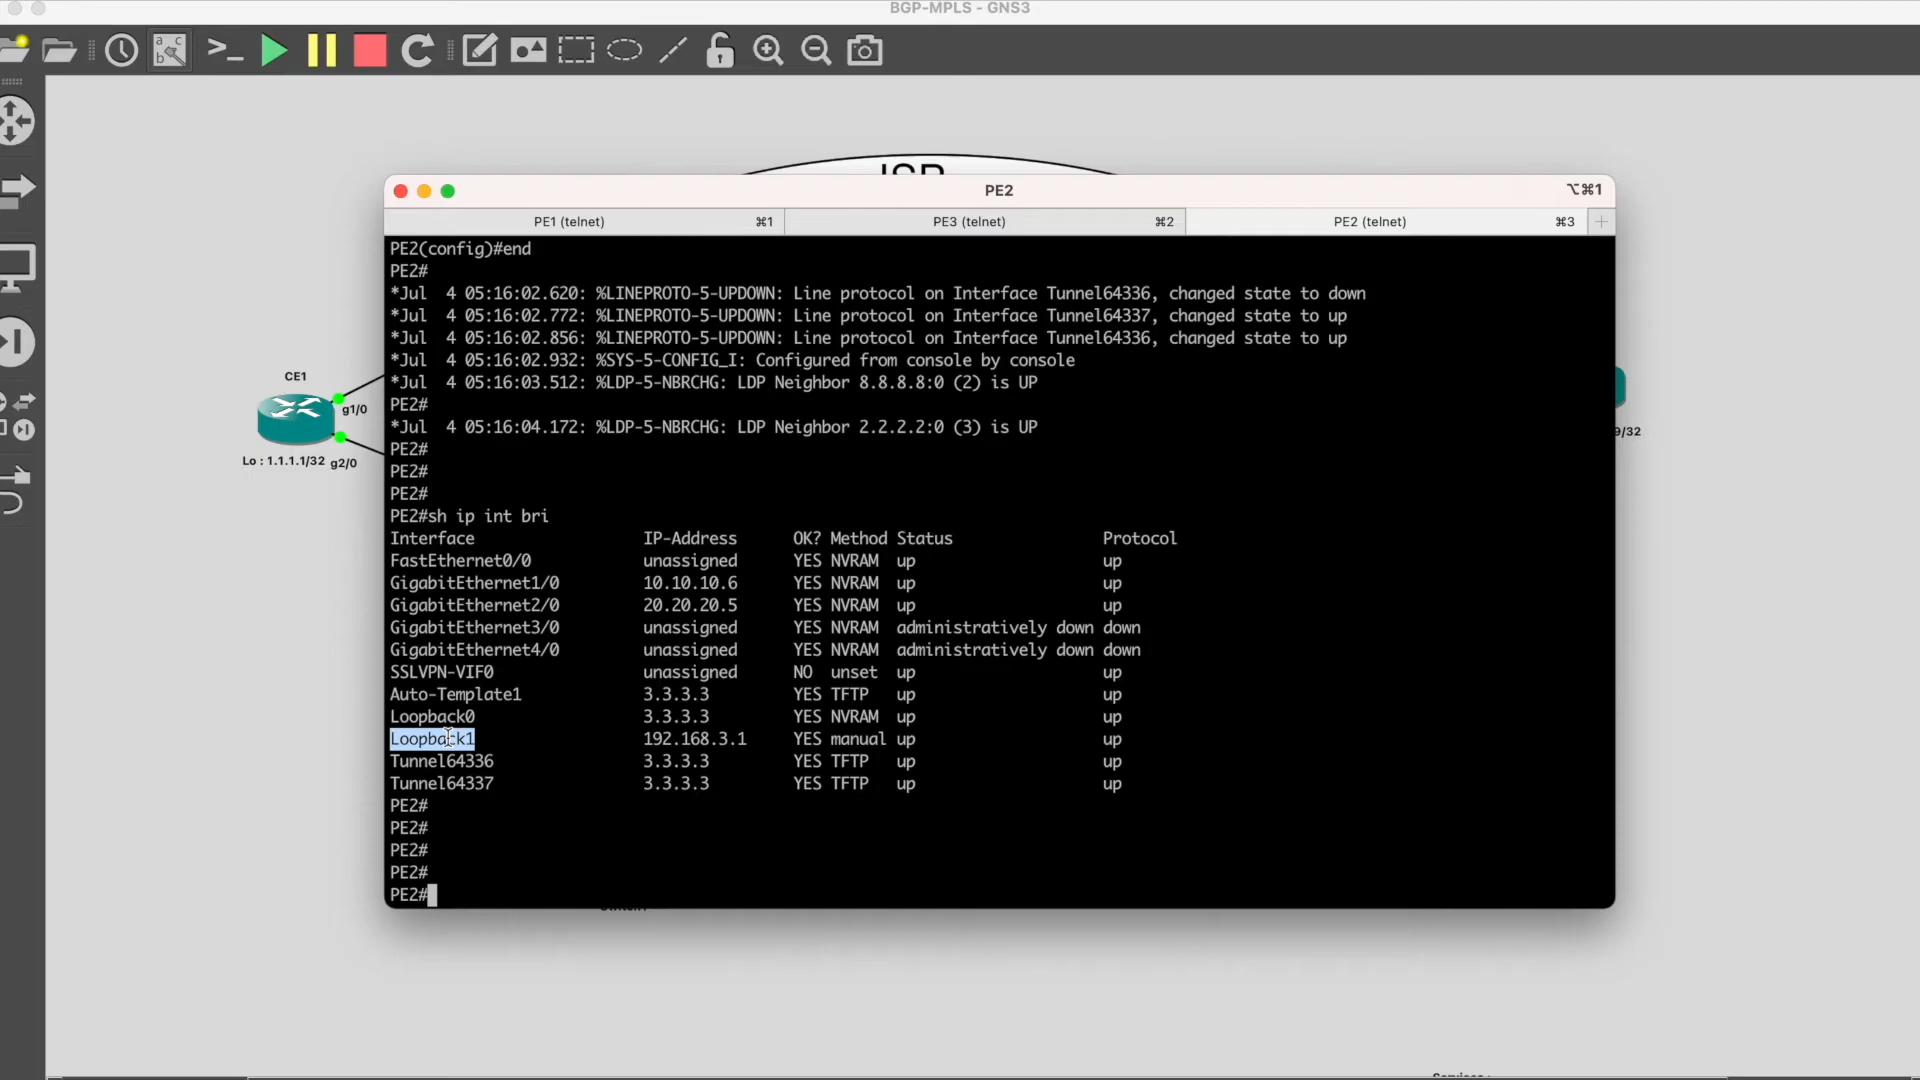 BGP-MPLS - GNS3
PE2
⌥⌘1
PE1 (telnet) ⌘1 PE3 (telnet) ⌘2 PE2 (telnet) ⌘3
PE2(config)#end
PE2#
*Jul  4 05:16:02.620: %LINEPROTO-5-UPDOWN: Line protocol on Interface Tunnel64336, changed state to down
*Jul  4 05:16:02.772: %LINEPROTO-5-UPDOWN: Line protocol on Interface Tunnel64337, changed state to up
*Jul  4 05:16:02.856: %LINEPROTO-5-UPDOWN: Line protocol on Interface Tunnel64336, changed state to up
*Jul  4 05:16:02.932: %SYS-5-CONFIG_I: Configured from console by console
*Jul  4 05:16:03.512: %LDP-5-NBRCHG: LDP Neighbor 8.8.8.8:0 (2) is UP
PE2#
*Jul  4 05:16:04.172: %LDP-5-NBRCHG: LDP Neighbor 2.2.2.2:0 (3) is UP
PE2#
PE2#
PE2#
PE2#sh ip int bri
Interface IP-Address OK? Method Status Protocol
FastEthernet0/0 unassigned YES NVRAM up up
GigabitEthernet1/0 10.10.10.6 YES NVRAM up up
GigabitEthernet2/0 20.20.20.5 YES NVRAM up up
GigabitEthernet3/0 unassigned YES NVRAM administratively down down
GigabitEthernet4/0 unassigned YES NVRAM administratively down down
SSLVPN-VIF0 unassigned NO unset up up
Auto-Template1 3.3.3.3 YES TFTP up up
Loopback0 3.3.3.3 YES NVRAM up up
Loopback1 192.168.3.1 YES manual up up
Tunnel64336 3.3.3.3 YES TFTP up up
Tunnel64337 3.3.3.3 YES TFTP up up
PE2#
PE2#
PE2#
PE2#
PE2#
CE1
g1/0
Lo : 1.1.1.1/32 g2/0
9/32